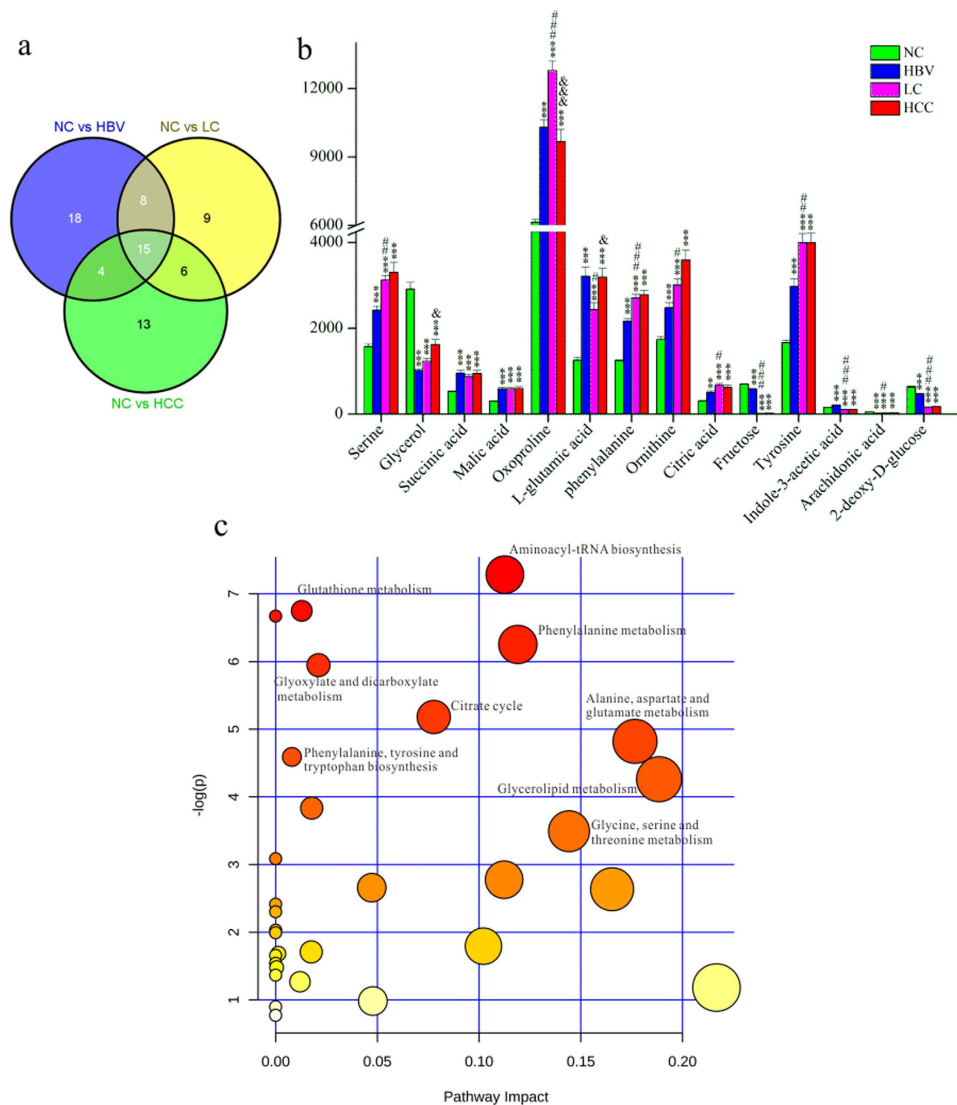 a
NC vs HBV
NC vs LC
18
8
9
15
4
6
13
NC vs HCC
b
NC
HBV
LC
HCC
12000
9000
6000
4000
2000
0
Serine
Glycerol
Succinic acid
Malic acid
Oxoproline
L-glutamic acid
phenylalanine
Ornithine
Citric acid
Fructose
Tyrosine
Indole-3-acetic acid
Arachidonic acid
2-deoxy-D-glucose
c
Aminoacyl-tRNA biosynthesis
Glutathione metabolism
Phenylalanine metabolism
Glyoxylate and dicarboxylate
metabolism
Citrate cycle
Alanine, aspartate and
glutamate metabolism
Phenylalanine, tyrosine and
tryptophan biosynthesis
Glycerolipid metabolism
Glycine, serine and
threonine metabolism
-log(p)
7
6
5
4
3
2
1
0.00
0.05
0.10
0.15
0.20
Pathway Impact